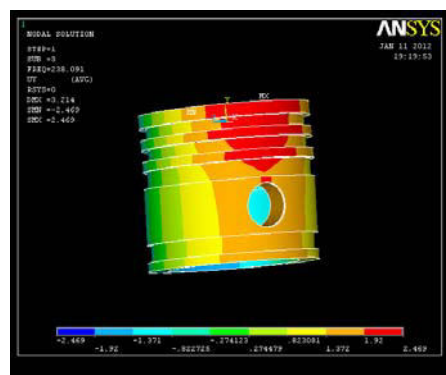 1
NODAL SOLUTION
STEP=1
SUB =3
FREQ=238.091
UY (AVG)
RSYS=0
DMX =3.214
SMN =-2.469
SMX =2.469
ANSYS
JAN 11 2012
19:19:53
MX
-2.469 -1.371 -.274123 .823081 1.92
-1.92 -.822728 .274479 1.372 2.469